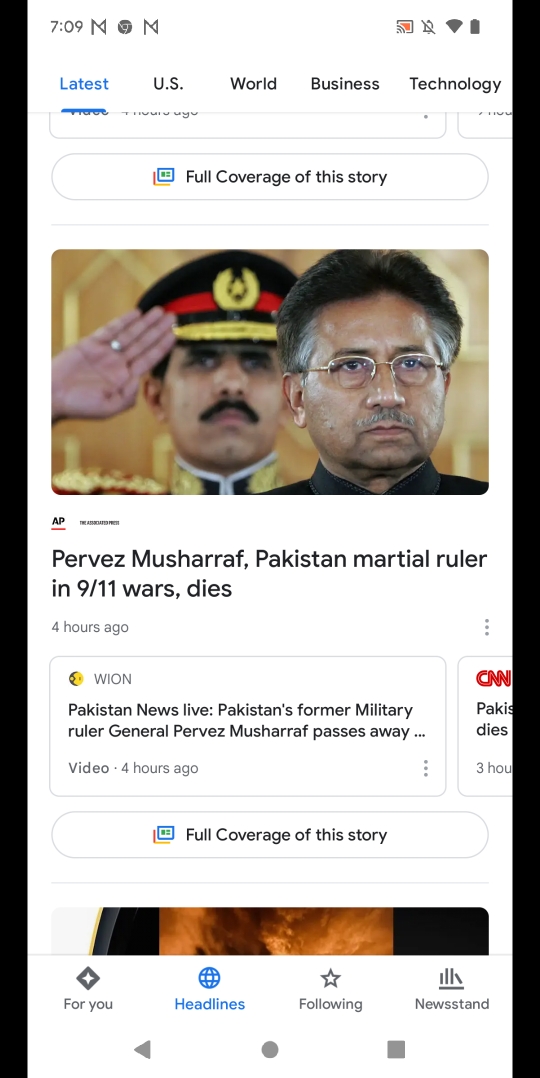 7:09
Latest
U.S.
World
Business
Technology
Video · 4 hours ago
Full Coverage of this story
AP THE ASSOCIATED PRESS
Pervez Musharraf, Pakistan martial ruler
in 9/11 wars, dies
4 hours ago
WION
Pakistan News live: Pakistan's former Military
ruler General Pervez Musharraf passes away ...
Video · 4 hours ago
CNN
Pakis
dies
3 hou
Full Coverage of this story
For you
Headlines
Following
Newsstand